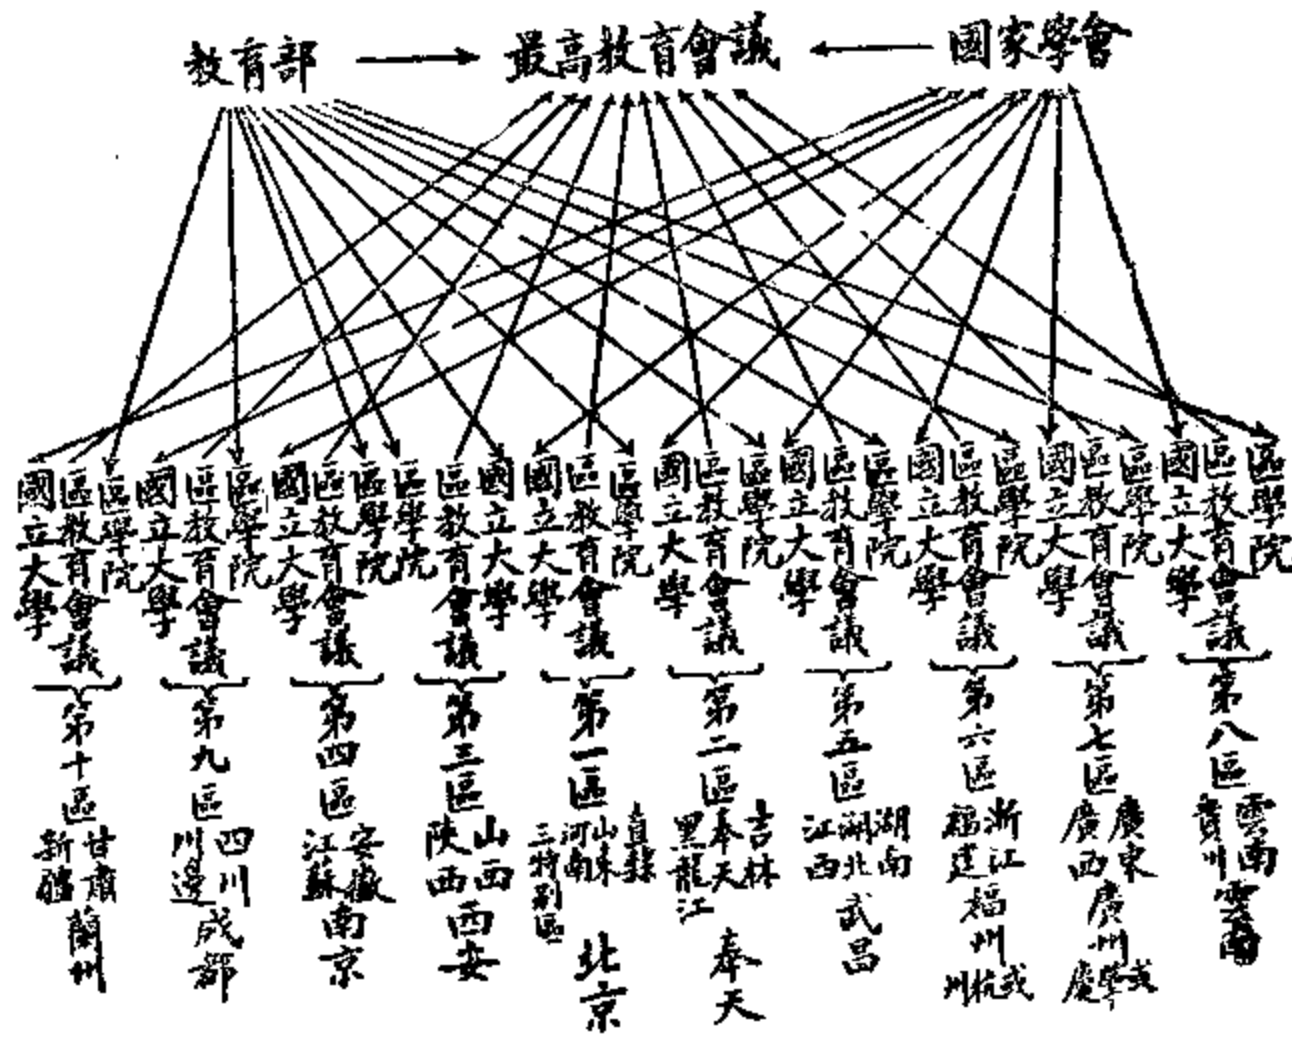 教育部
最高教育會議
國家學會
國立大學
區教育會議
區學院
國立大學
區教育會議
區學院
國立大學
區教育會議
區學院
區學院
區教育會議
國立大學
國立大學
區教育會議
區學院
國立大學
區教育會議
區學院
國立大學
區教育會議
區學院
國立大學
區教育會議
區學院
國立大學
區教育會議
區學院
國立大學
區教育會議
區學院
第十區
甘肅
新疆
蘭州
第九區
四川
川邊
成都
第四區
安徽
江蘇
南京
第三區
山西
陝西
西安
第一區
直隸
山東
河南
三特別區
北京
第二區
吉林
奉天
黑龍江
奉天
第五區
湖南
湖北
江西
武昌
第六區
浙江
福建
福州
或杭州
第七區
廣東
廣西
廣州
或肇慶
第八區
雲南
貴州
雲南